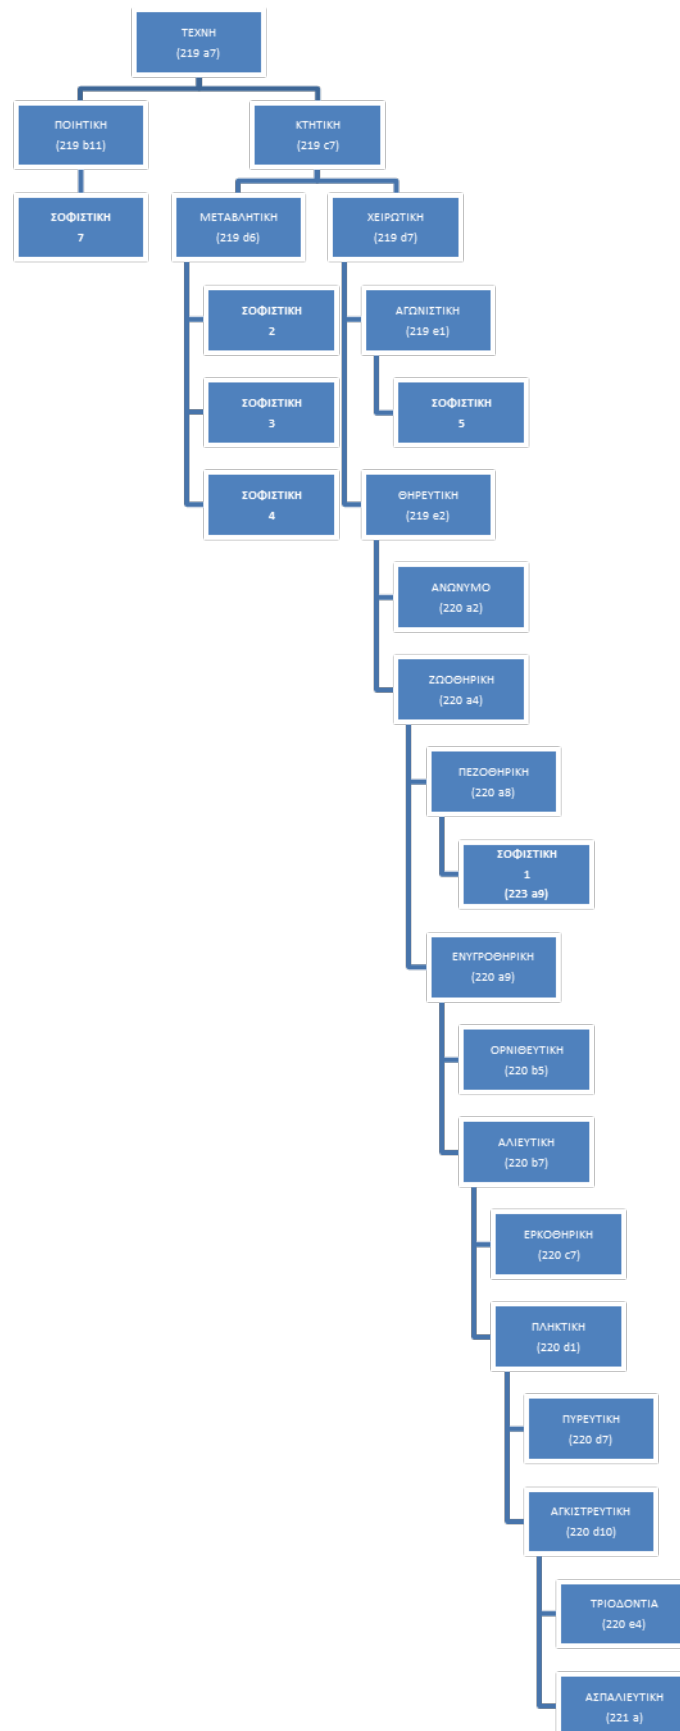 ΤΕΧΝΗ
(219 a7)
ΠΟΙΗΤΙΚΗ
(219 b11)
ΚΤΗΤΙΚΗ
(219 c7)
ΣΟΦΙΣΤΙΚΗ
7
ΜΕΤΑΒΛΗΤΙΚΗ
(219 d6)
ΧΕΙΡΩΤΙΚΗ
(219 d7)
ΣΟΦΙΣΤΙΚΗ
2
ΑΓΩΝΙΣΤΙΚΗ
(219 e1)
ΣΟΦΙΣΤΙΚΗ
3
ΣΟΦΙΣΤΙΚΗ
5
ΣΟΦΙΣΤΙΚΗ
4
ΘΗΡΕΥΤΙΚΗ
(219 e2)
ΑΝΩΝΥΜΟ
(220 a2)
ΖΩΟΘΗΡΙΚΗ
(220 a4)
ΠΕΖΟΘΗΡΙΚΗ
(220 a8)
ΣΟΦΙΣΤΙΚΗ
1
(223 a9)
ΕΝΥΓΡΟΘΗΡΙΚΗ
(220 a9)
ΟΡΝΙΘΕΥΤΙΚΗ
(220 b5)
ΑΛΙΕΥΤΙΚΗ
(220 b7)
ΕΡΚΟΘΗΡΙΚΗ
(220 c7)
ΠΛΗΚΤΙΚΗ
(220 d1)
ΠΥΡΕΥΤΙΚΗ
(220 d7)
ΑΓΚΙΣΤΡΕΥΤΙΚΗ
(220 d10)
ΤΡΙΟΔΟΝΤΙΑ
(220 e4)
ΑΣΠΑΛΙΕΥΤΙΚΗ
(221 a)